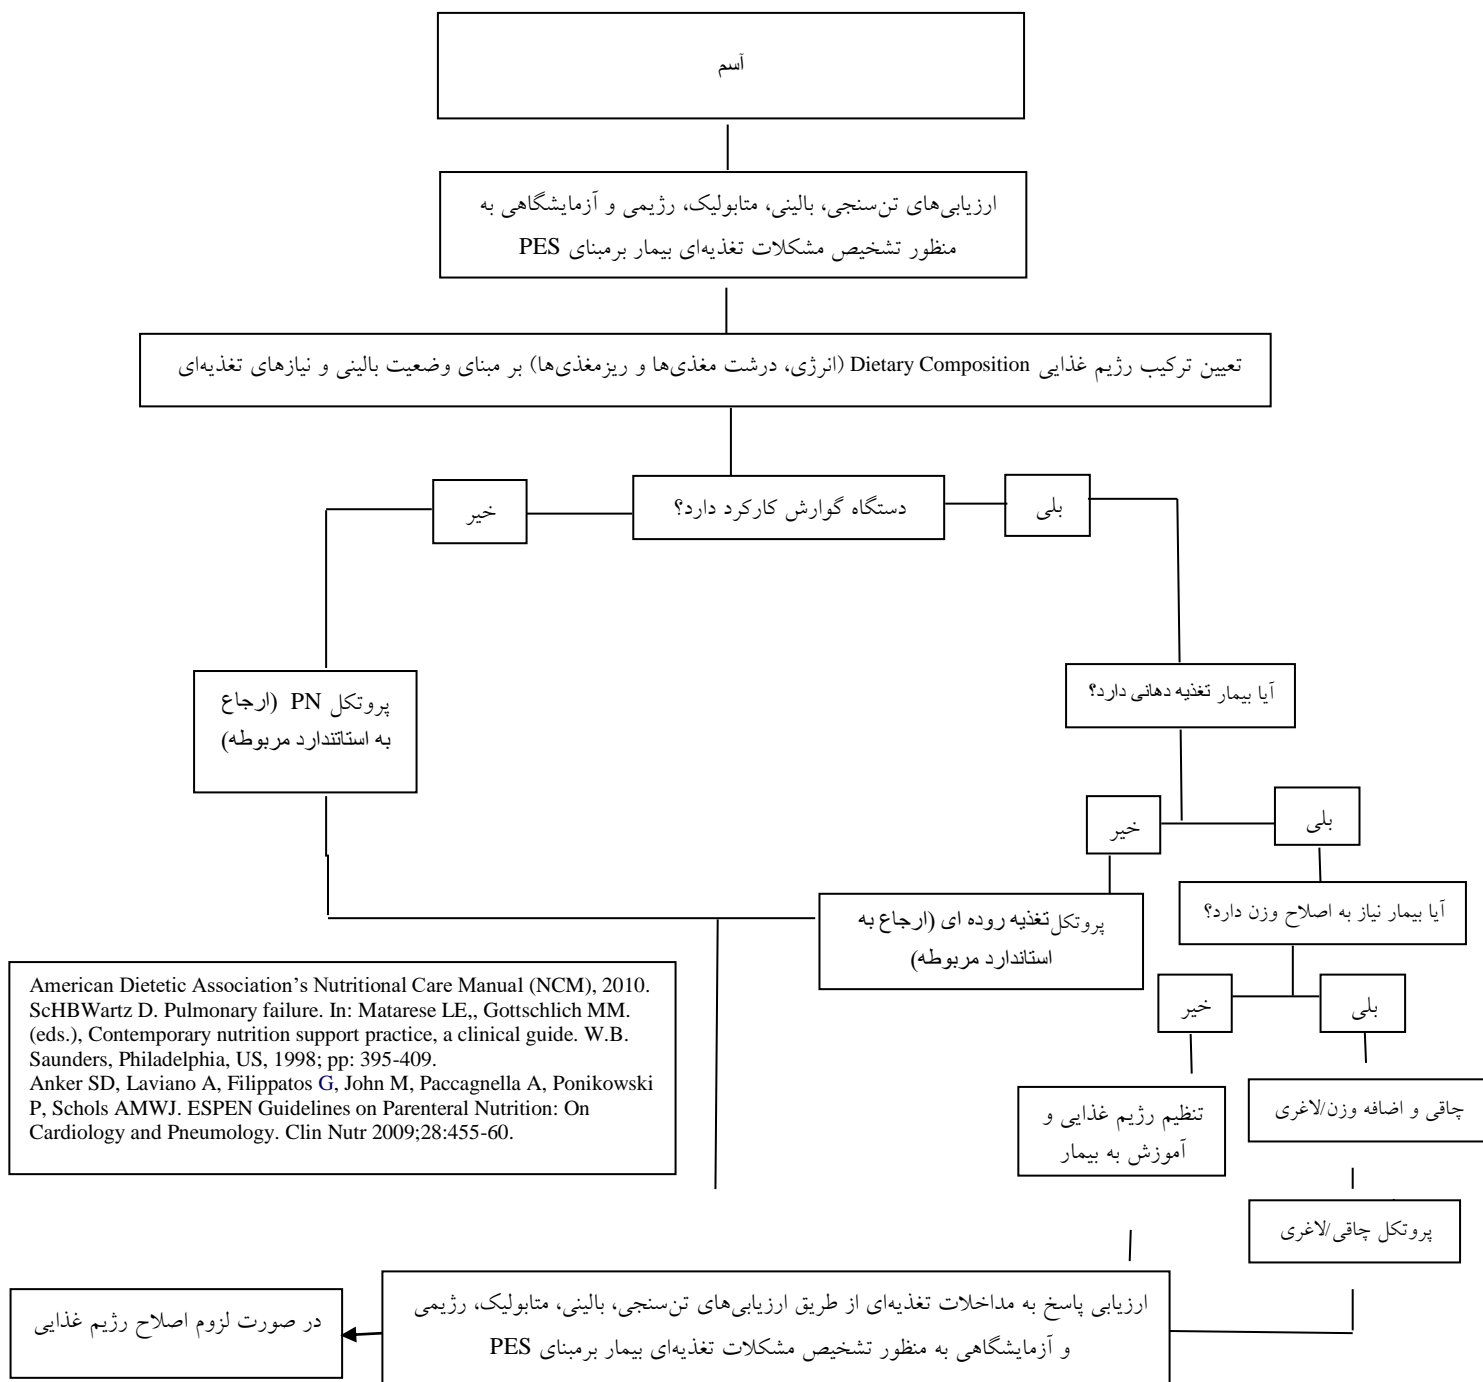 آسم
ارزیابی‌های تن‌سنجی، بالینی، متابولیک، رژیمی و آزمایشگاهی به
منظور تشخیص مشکلات تغذیه‌ای بیمار برمبنای PES
تعیین ترکیب رژیم غذایی Dietary Composition (انرژی، درشت مغذی‌ها و ریزمغذی‌ها) بر مبنای وضعیت بالینی و نیازهای تغذیه‌ای
دستگاه گوارش کارکرد دارد؟
بلی
خیر
آیا بیمار تغذیه دهانی دارد؟
پروتکل PN (ارجاع
به استاتندارد مربوطه)
بلی
خیر
آیا بیمار نیاز به اصلاح وزن دارد؟
پروتکل تغذیه روده ای (ارجاع به
استاندارد مربوطه)
بلی
خیر
American Dietetic Association’s Nutritional Care Manual (NCM), 2010.
ScHBWartz D. Pulmonary failure. In: Matarese LE,, Gottschlich MM.
(eds.), Contemporary nutrition support practice, a clinical guide. W.B.
Saunders, Philadelphia, US, 1998; pp: 395-409.
Anker SD, Laviano A, Filippatos G, John M, Paccagnella A, Ponikowski
P, Schols AMWJ. ESPEN Guidelines on Parenteral Nutrition: On
Cardiology and Pneumology. Clin Nutr 2009;28:455-60.
چاقی و اضافه وزن/لاغری
تنظیم رژیم غذایی و
آموزش به بیمار
پروتکل چاقی/لاغری
ارزیابی پاسخ به مداخلات تغذیه‌ای از طریق ارزیابی‌های تن‌سنجی، بالینی، متابولیک، رژیمی
و آزمایشگاهی به منظور تشخیص مشکلات تغذیه‌ای بیمار برمبنای PES
در صورت لزوم اصلاح رژیم غذایی